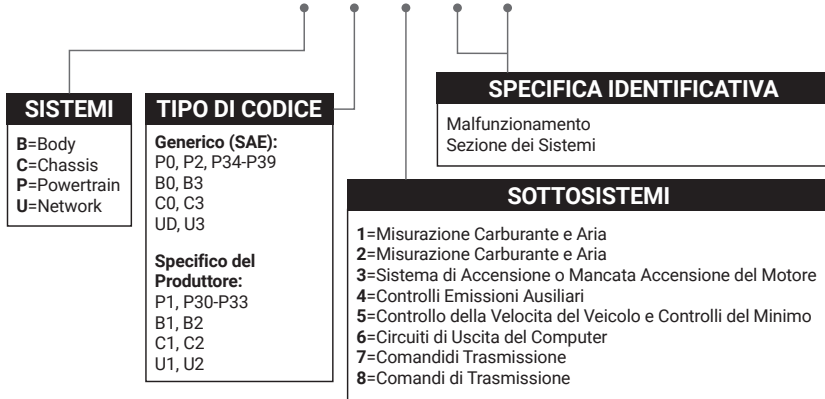 SISTEMI
B=Body
C=Chassis
P=Powertrain
U=Network
TIPO DI CODICE
Generico (SAE):
P0, P2, P34-P39
B0, B3
C0, C3
UD, U3
Specifico del
Produttore:
P1, P30-P33
B1, B2
C1, C2
U1, U2
SPECIFICA IDENTIFICATIVA
Malfunzionamento
Sezione dei Sistemi
SOTTOSISTEMI
1=Misurazione Carburante e Aria
2=Misurazione Carburante e Aria
3=Sistema di Accensione o Mancata Accensione del Motore
4=Controlli Emissioni Ausiliari
5=Controllo della Velocita del Veicolo e Controlli del Minimo
6=Circuiti di Uscita del Computer
7=Comandidi Trasmissione
8=Comandi di Trasmissione